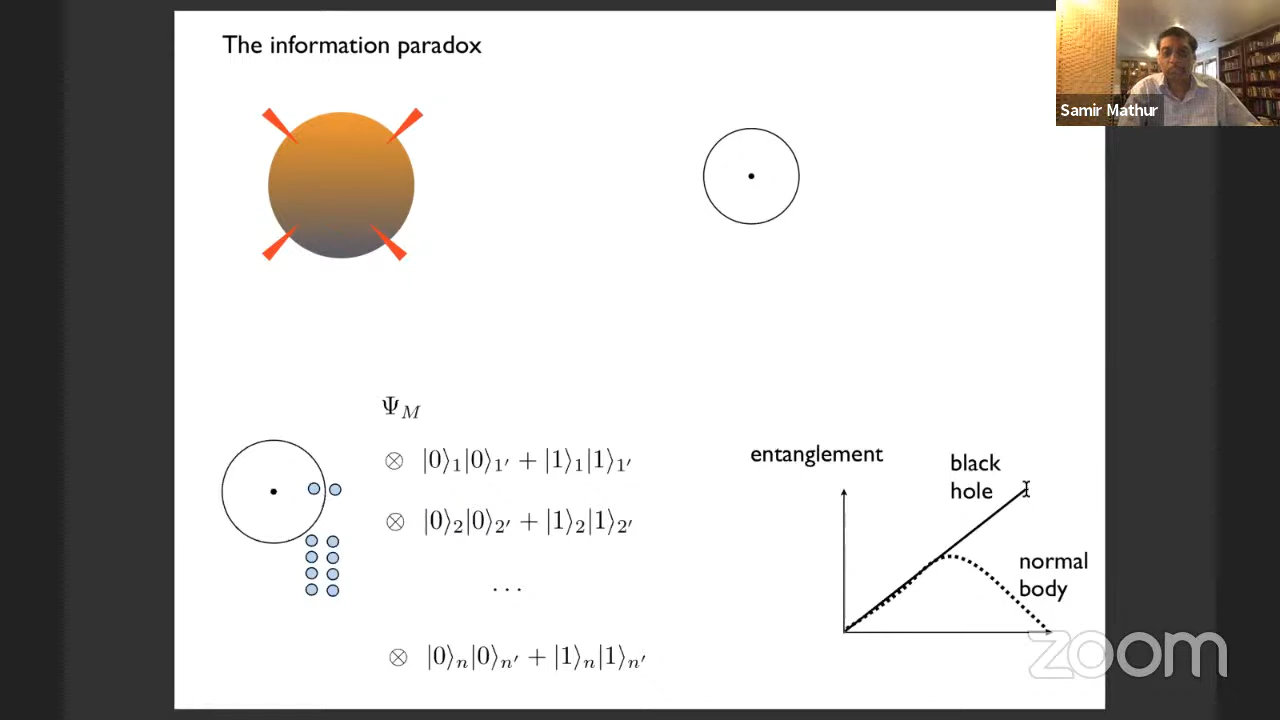 The information paradox
Samir Mathur
Ψ_M
⊗ |0⟩₁|0⟩₁′ + |1⟩₁|1⟩₁′
⊗ |0⟩₂|0⟩₂′ + |1⟩₂|1⟩₂′
...
⊗ |0⟩ₙ|0⟩ₙ′ + |1⟩ₙ|1⟩ₙ′
entanglement
black
hole
normal
body
zoom